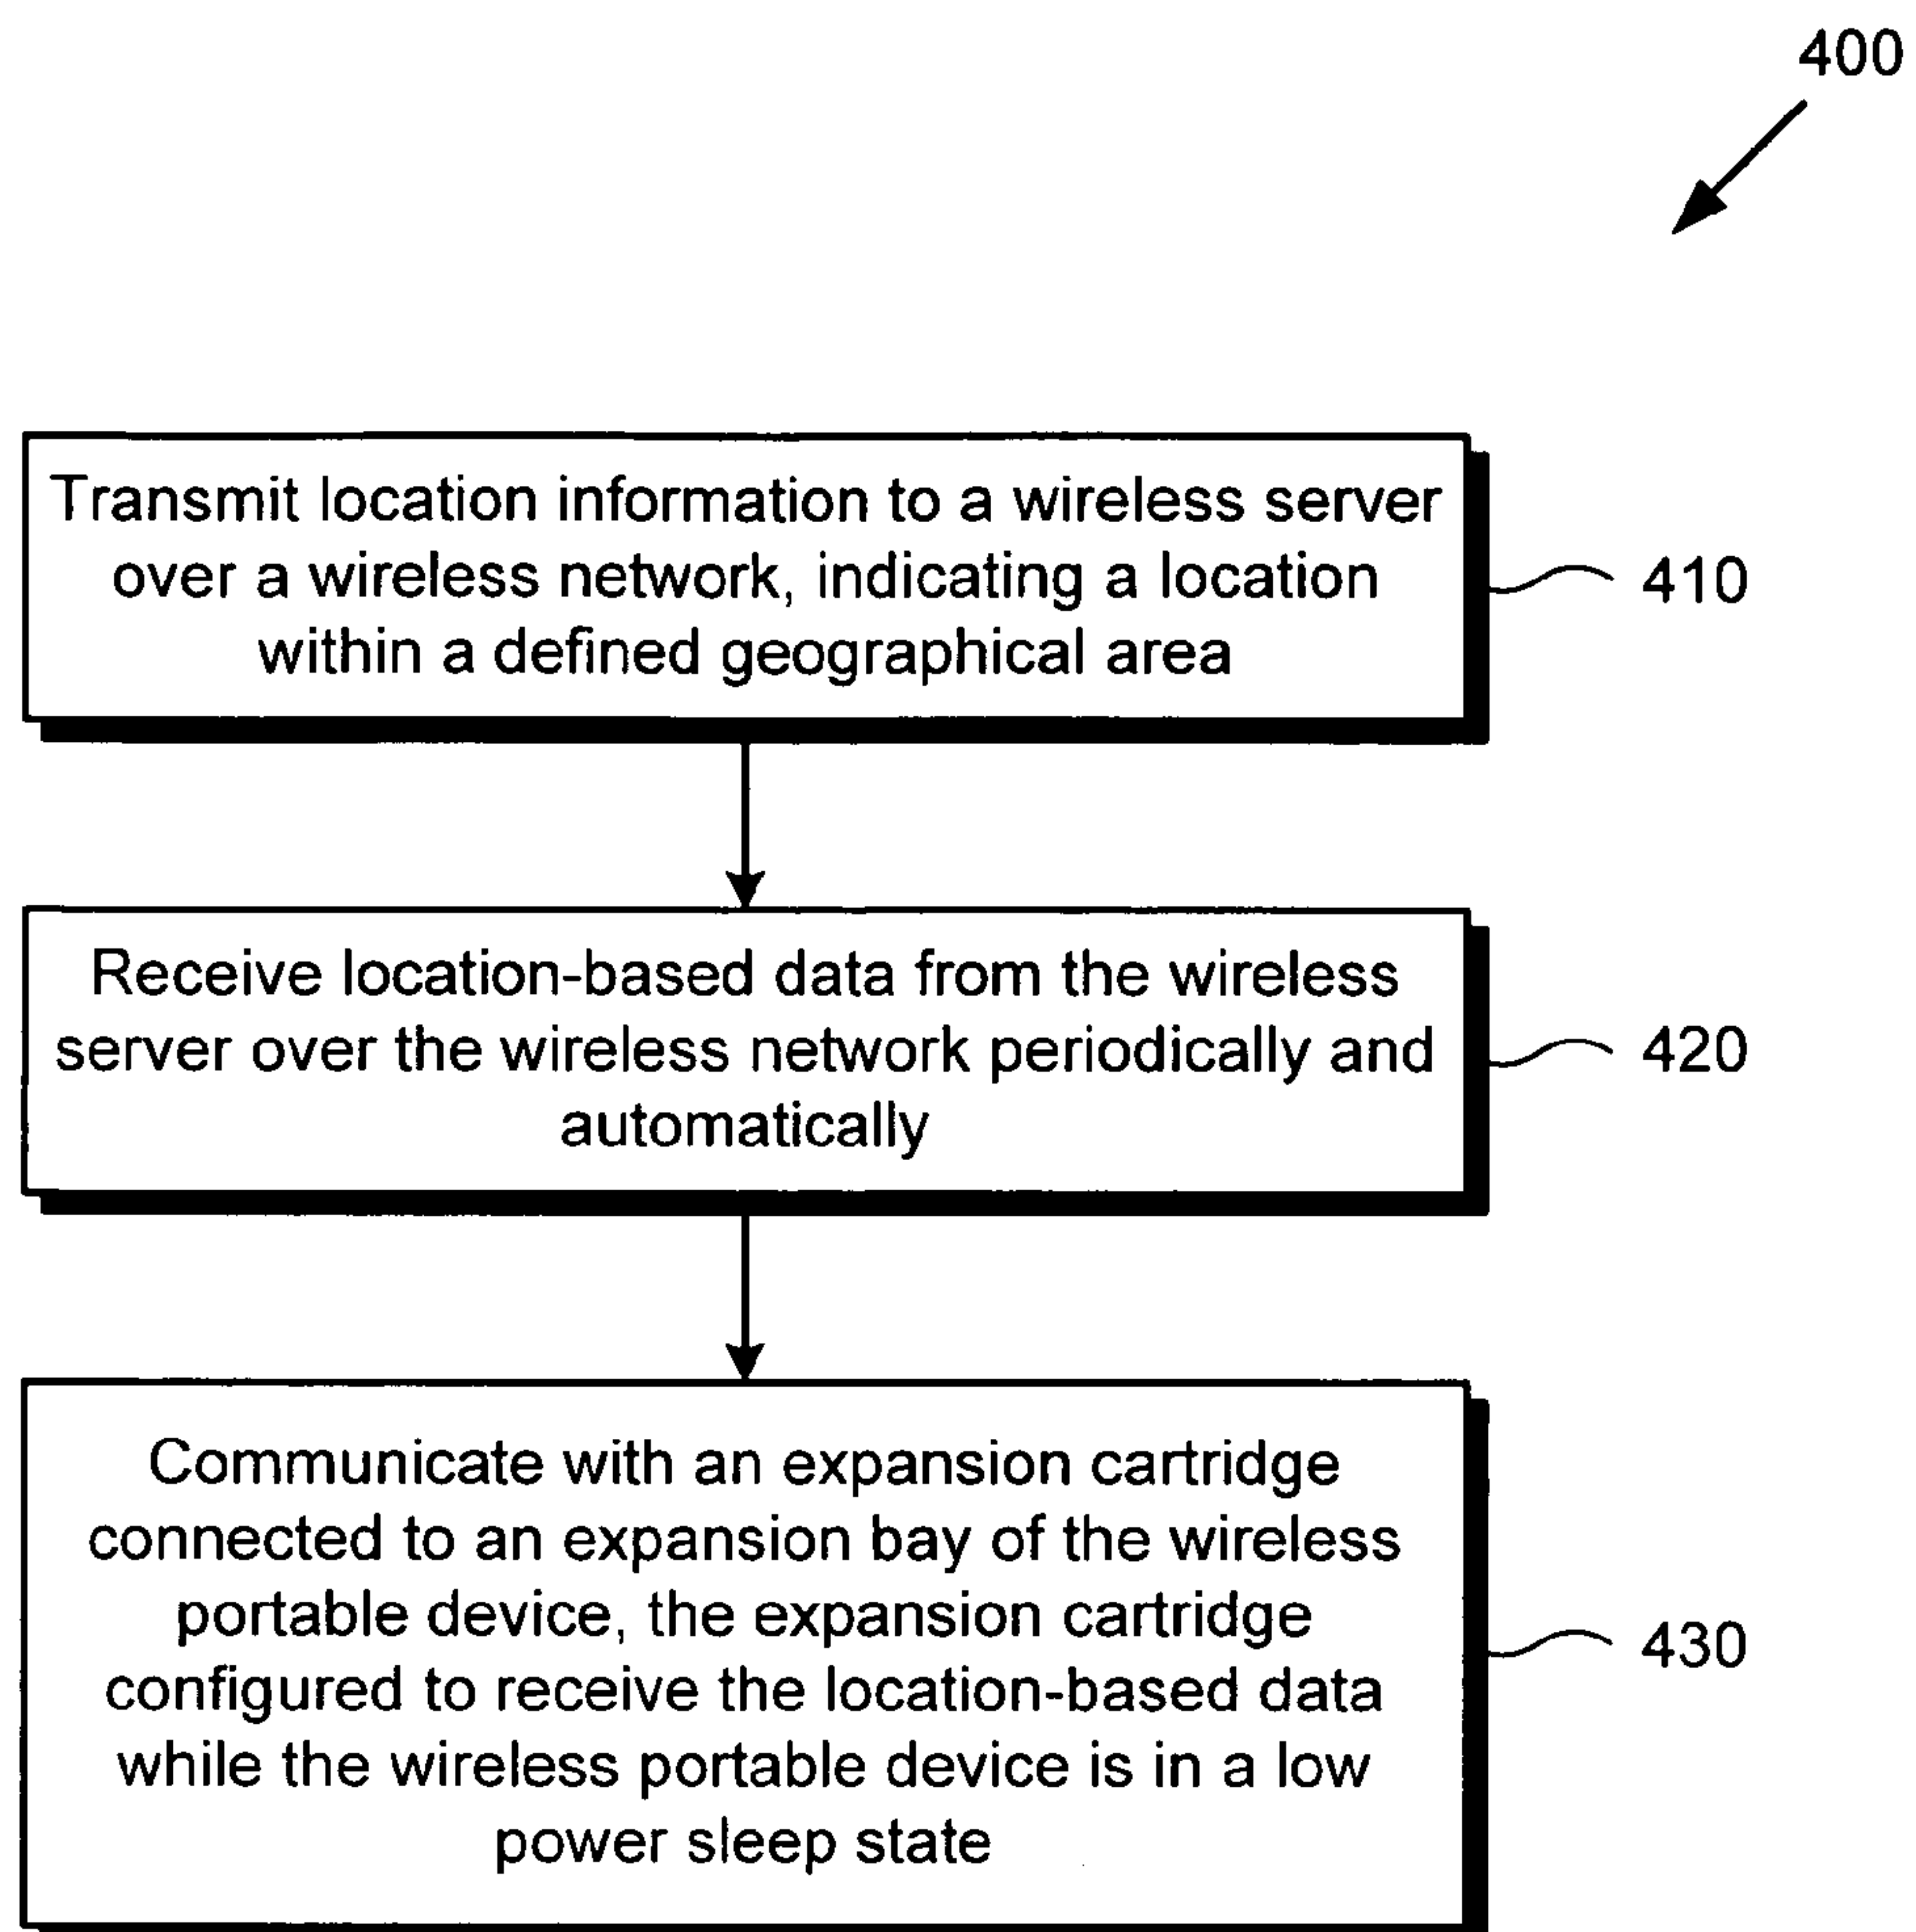 400
Transmit location information to a wireless server
over a wireless network, indicating a location
within a defined geographical area
410
Receive location-based data from the wireless
server over the wireless network periodically and
automatically
420
Communicate with an expansion cartridge
connected to an expansion bay of the wireless
portable device, the expansion cartridge
configured to receive the location-based data
while the wireless portable device is in a low
power sleep state
430